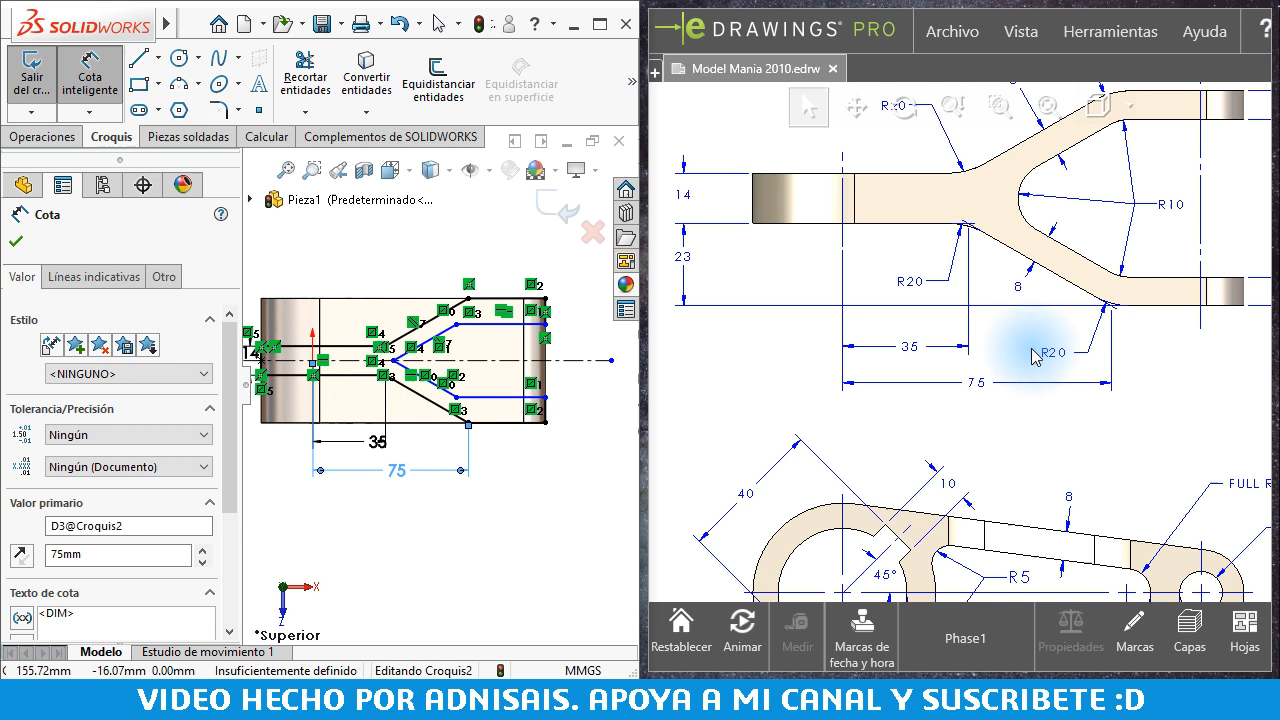 SOLIDWORKS
Salir
del cr...
Cota
inteligente
Recortar
entidades
Convertir
entidades
Equidistanciar
entidades
Equidistanciar
en superficie
Operaciones
Croquis
Piezas soldadas
Calcular
Complementos de SOLIDWORKS
Pieza1 (Predeterminado <...
Cota
Valor
Líneas indicativas
Otro
Estilo
<NINGUNO>
Tolerancia/Precisión
Ningún
Ningún (Documento)
Valor primario
D3@Croquis2
75mm
Texto de cota
<DIM>
14
35
75
X
Z
*Superior
Modelo
Estudio de movimiento 1
155.72mm
-16.07mm
0.00mm
Insuficientemente definido
Editando Croquis2
MMGS
eDRAWINGS® PRO
Archivo
Vista
Herramientas
Ayuda
?
Model Mania 2010.edrw
R20
14
23
R10
R20
8
35
R20
75
40
10
8
FULL R
45°
R5
Restablecer
Animar
Medir
Marcas de
fecha y hora
Phase1
Propiedades
Marcas
Capas
Hojas
VIDEO HECHO POR ADNISAIS. APOYA A MI CANAL Y SUSCRIBETE :D